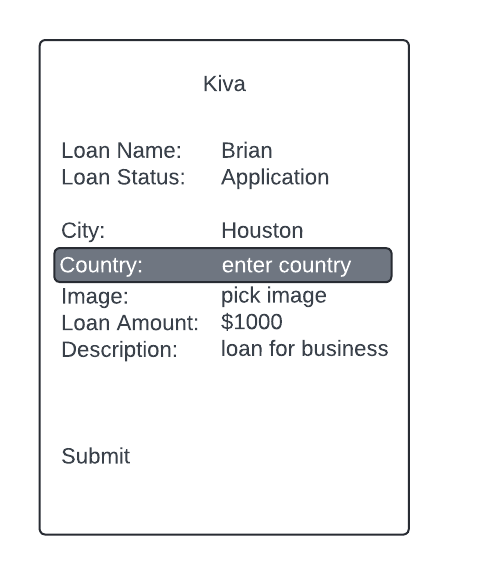 Kiva
Loan Name: Brian
Loan Status: Application
City: Houston
Country: enter country
Image: pick image
Loan Amount: $1000
Description: loan for business
Submit